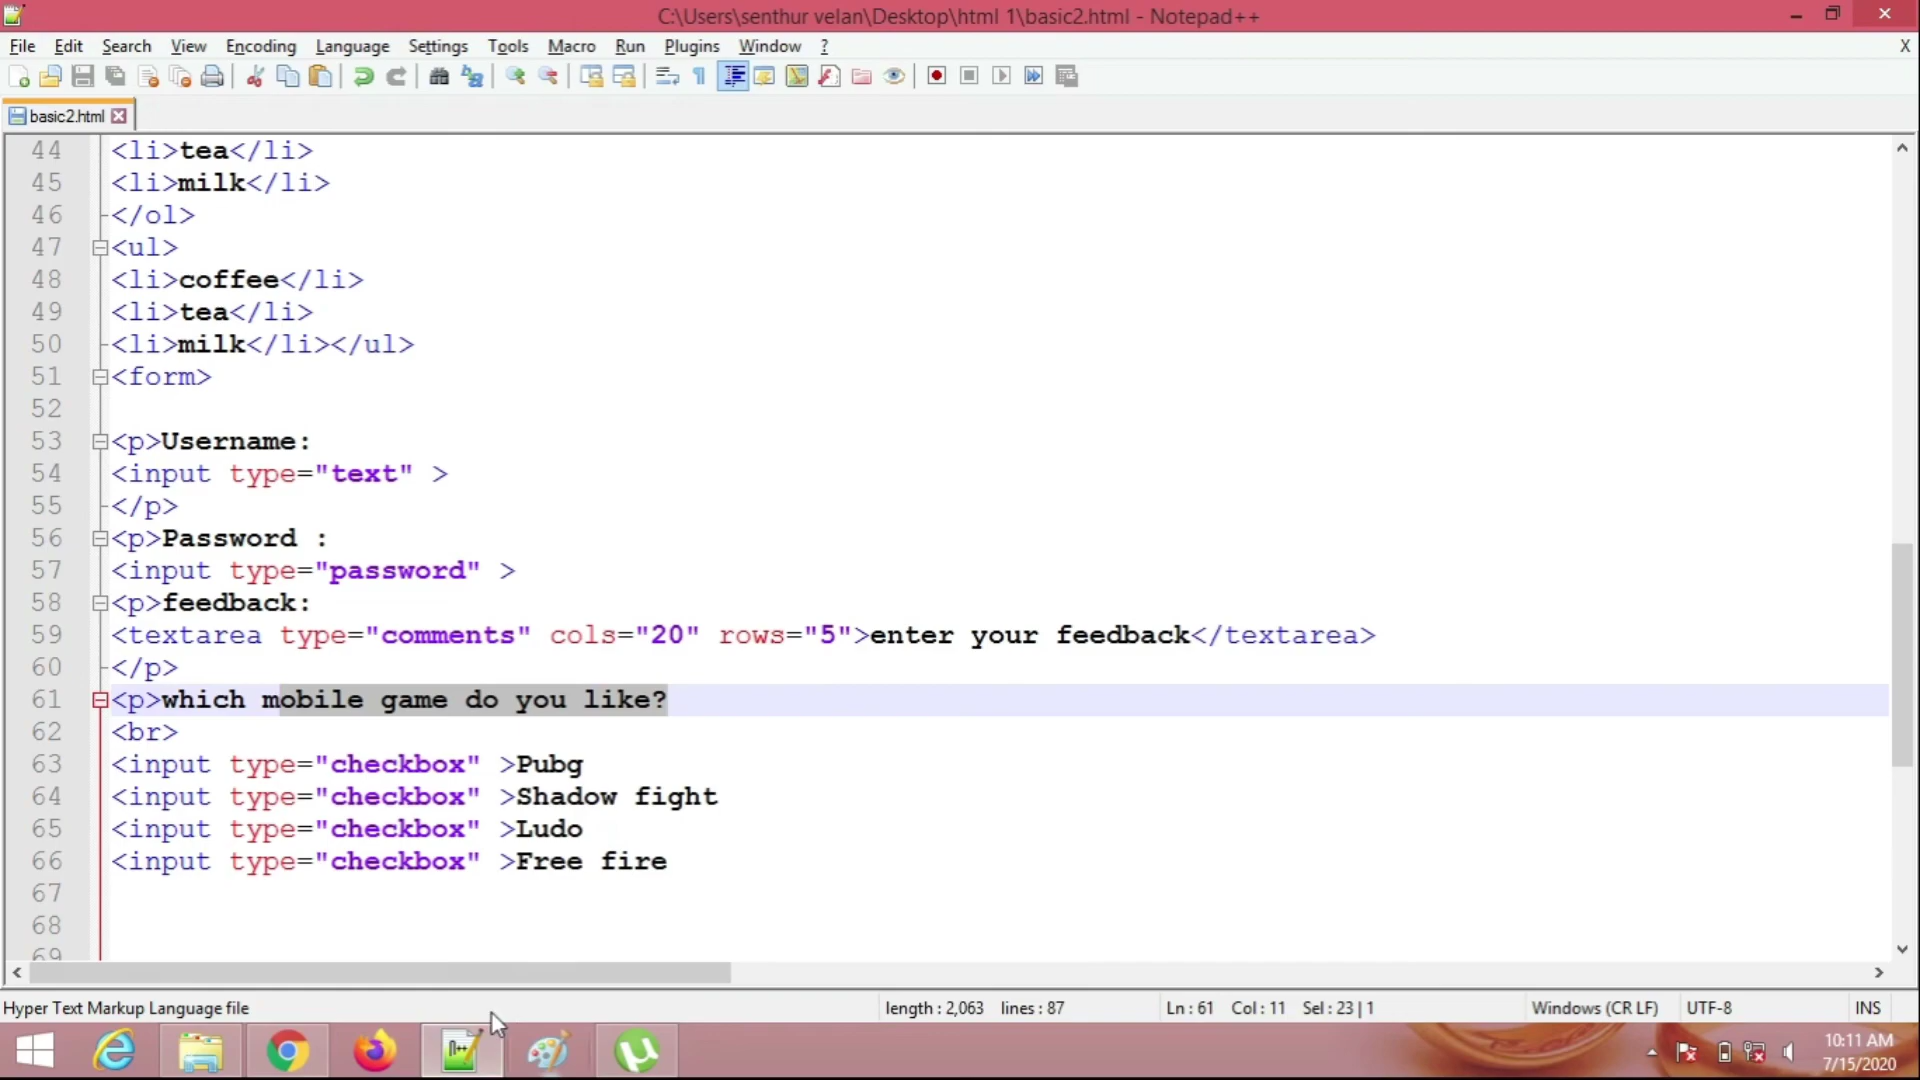 C:\Users\senthur velan\Desktop\html 1\basic2.html - Notepad++
File Edit Search View Encoding Language Settings Tools Macro Run Plugins Window ? X
basic2.html
44 <li>tea</li>
45 <li>milk</li>
46 </ol>
47 <ul>
48 <li>coffee</li>
49 <li>tea</li>
50 <li>milk</li></ul>
51 <form>
52
53 <p>Username:
54 <input type="text" >
55 </p>
56 <p>Password :
57 <input type="password" >
58 <p>feedback:
59 <textarea type="comments" cols="20" rows="5">enter your feedback</textarea>
60 </p>
61 <p>which mobile game do you like?
62 <br>
63 <input type="checkbox" >Pubg
64 <input type="checkbox" >Shadow fight
65 <input type="checkbox" >Ludo
66 <input type="checkbox" >Free fire
67
68
69
Hyper Text Markup Language file length : 2,063 lines : 87 Ln : 61 Col : 11 Sel : 23 | 1 Windows (CR LF) UTF-8 INS
10:11 AM
7/15/2020